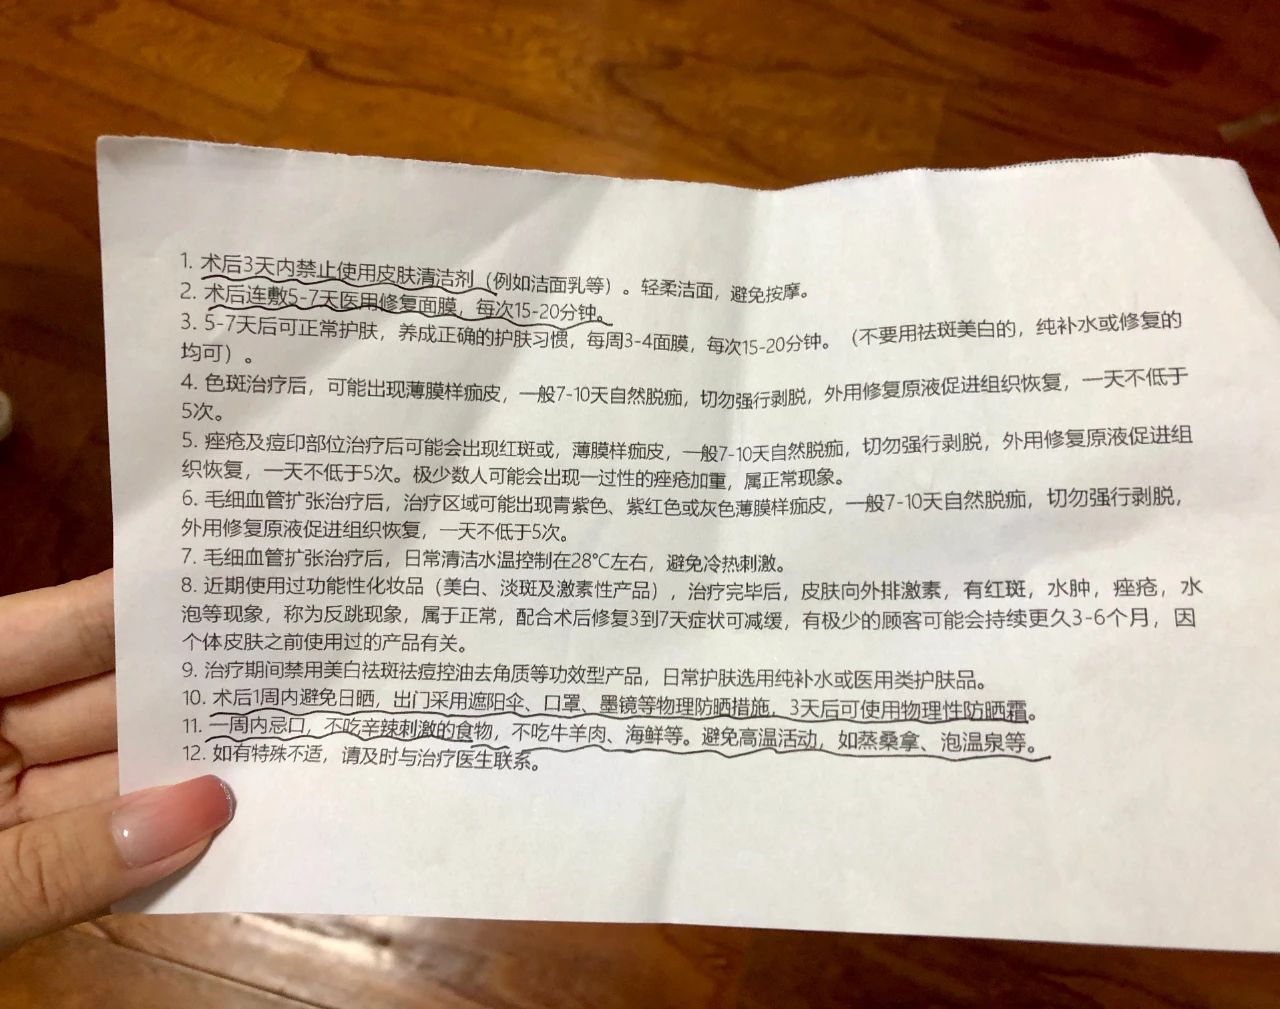 1. 术后3天内禁止使用皮肤清洁剂（例如洁面乳等）。轻柔洁面，避免按摩。
2. 术后连敷5-7天医用修复面膜，每次15-20分钟。
3. 5-7天后可正常护肤，养成正确的护肤习惯，每周3-4面膜，每次15-20分钟。（不要用祛斑美白的，纯补水或修复的
均可）。
4. 色斑治疗后，可能出现薄膜样痂皮，一般7-10天自然脱痂，切勿强行剥脱，外用修复原液促进组织恢复，一天不低于
5次。
5. 痤疮及痘印部位治疗后可能会出现红斑或，薄膜样痂皮，一般7-10天自然脱痂，切勿强行剥脱，外用修复原液促进组
织恢复，一天不低于5次。极少数人可能会出现一过性的痤疮加重，属正常现象。
6. 毛细血管扩张治疗后，治疗区域可能出现青紫色、紫红色或灰色薄膜样痂皮，一般7-10天自然脱痂，切勿强行剥脱，
外用修复原液促进组织恢复，一天不低于5次。
7. 毛细血管扩张治疗后，日常清洁水温控制在28°C左右，避免冷热刺激。
8. 近期使用过功能性化妆品（美白、淡斑及激素性产品），治疗完毕后，皮肤向外排激素，有红斑，水肿，痤疮，水
泡等现象，称为反跳现象，属于正常，配合术后修复3到7天症状可减缓，有极少的顾客可能会持续更久3-6个月，因
个体皮肤之前使用过的产品有关。
9. 治疗期间禁用美白祛斑祛痘控油去角质等功效型产品，日常护肤选用纯补水或医用类护肤品。
10. 术后1周内避免日晒，出门采用遮阳伞、口罩、墨镜等物理防晒措施，3天后可使用物理性防晒霜。
11. 一周内忌口，不吃辛辣刺激的食物，不吃牛羊肉、海鲜等。避免高温活动，如蒸桑拿、泡温泉等。
12. 如有特殊不适，请及时与治疗医生联系。